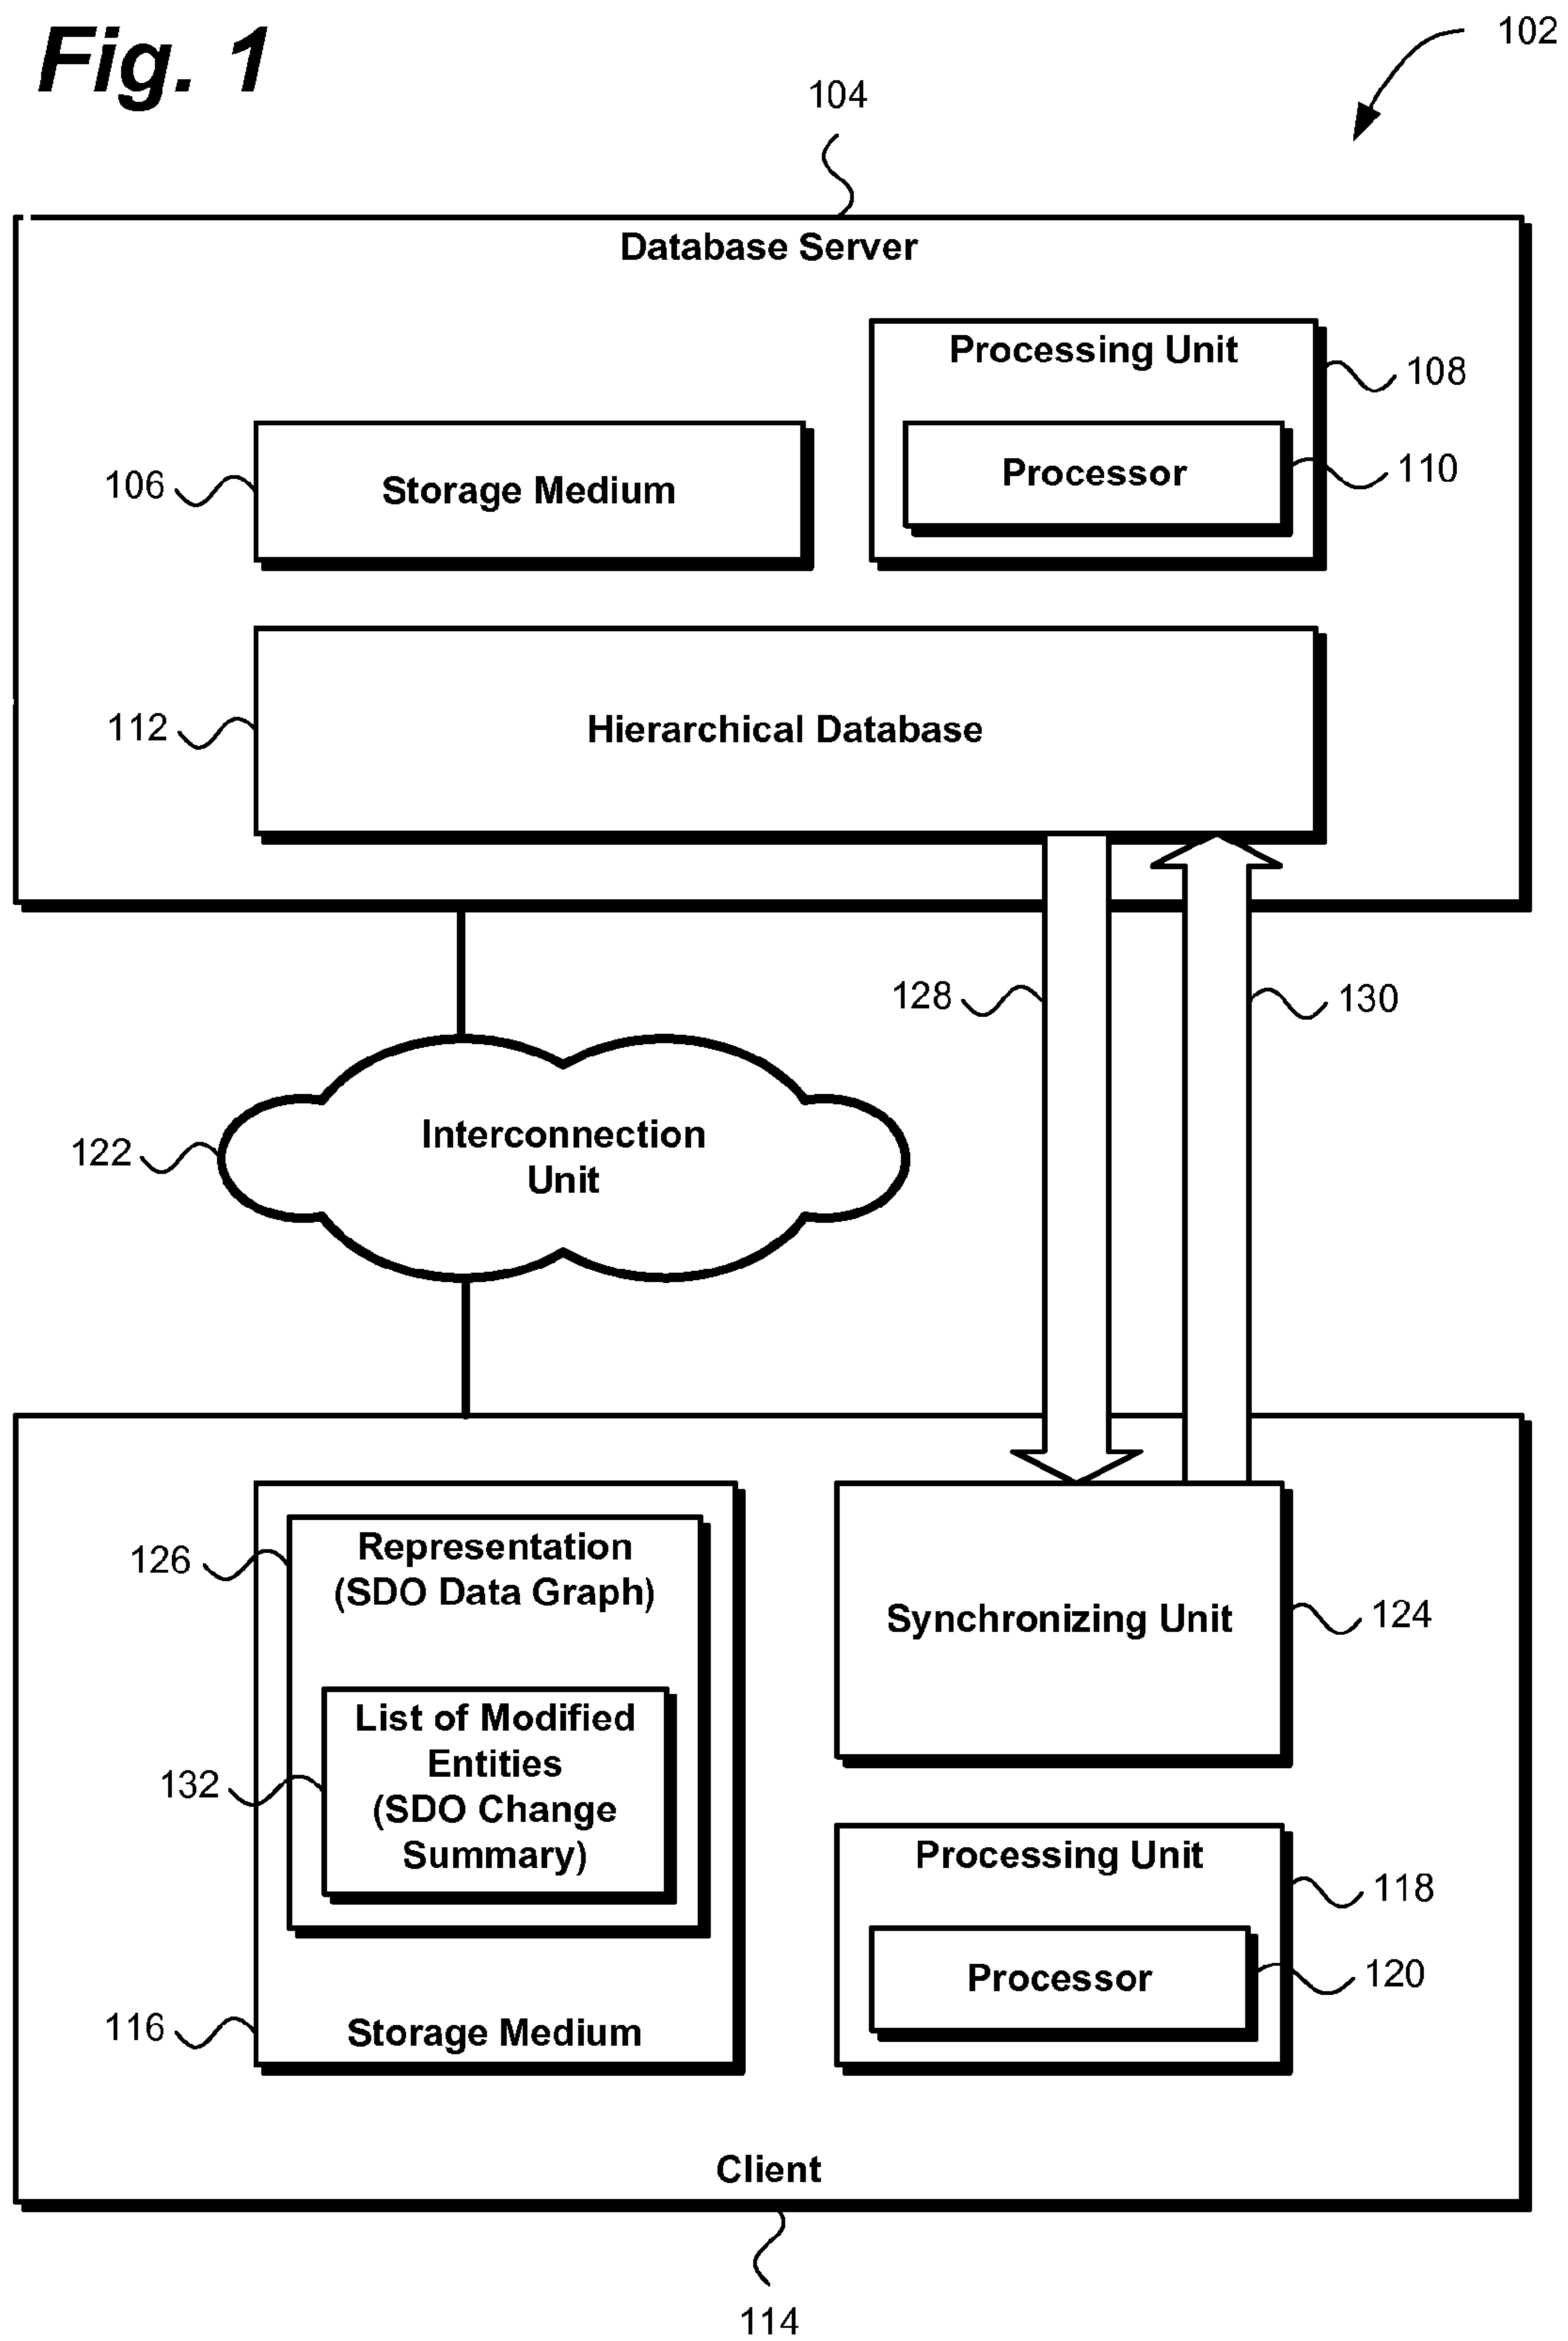 Fig. 1
102
104
Database Server
Processing Unit
108
Processor
110
106
Storage Medium
112
Hierarchical Database
128
130
122
Interconnection
Unit
126
Representation
(SDO Data Graph)
Synchronizing Unit
124
132
List of Modified
Entities
(SDO Change
Summary)
Processing Unit
118
Processor
120
116
Storage Medium
Client
114